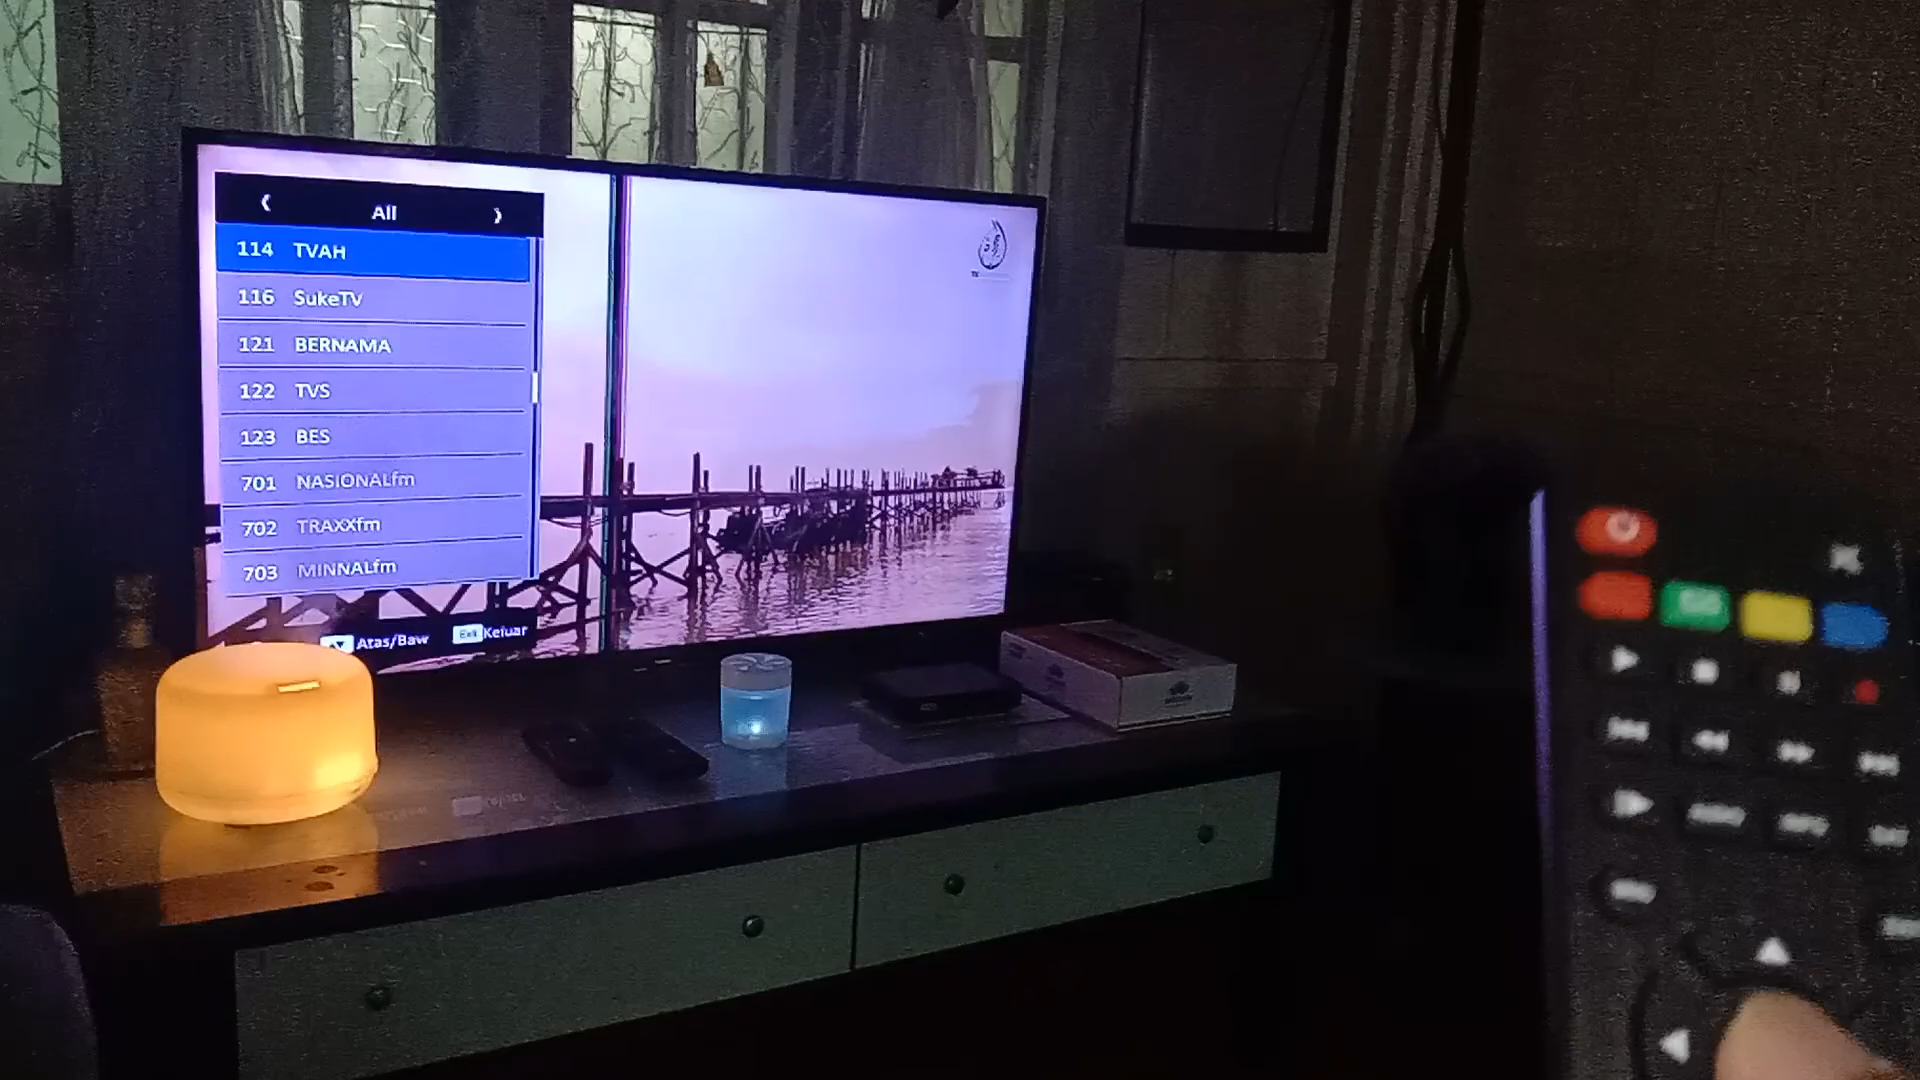 All
114 TVAH
116 SukeTV
121 BERNAMA
122 TVS
123 BES
701 NASIONALfm
702 TRAXXfm
703 MINNALfm
Atas/Baw Exit Keluar